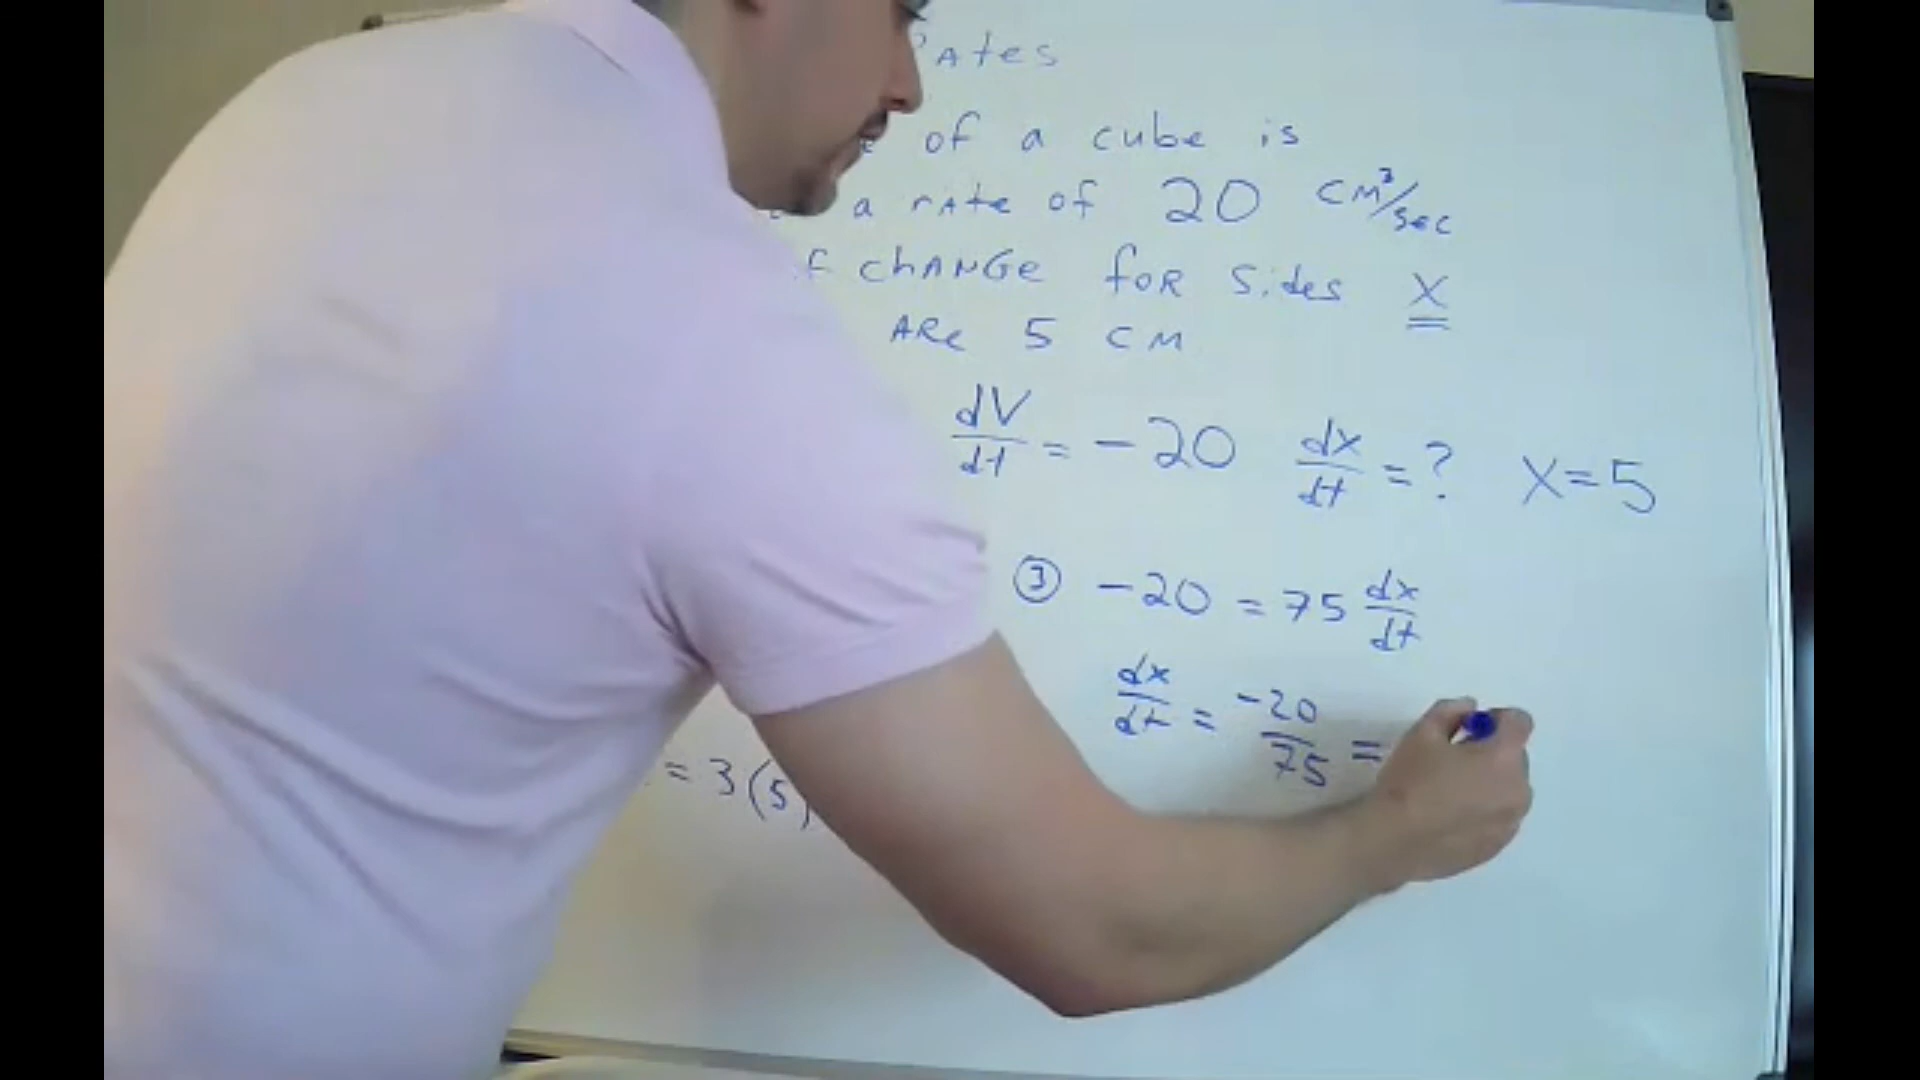 ates
of a cube is
a rate of 20 cm³/sec
f change for sides x
are 5 cm
dV/dt = -20 dx/dt = ? x=5
③ -20 = 75 dx/dt
dx/dt = -20/75 =
= 3(5)